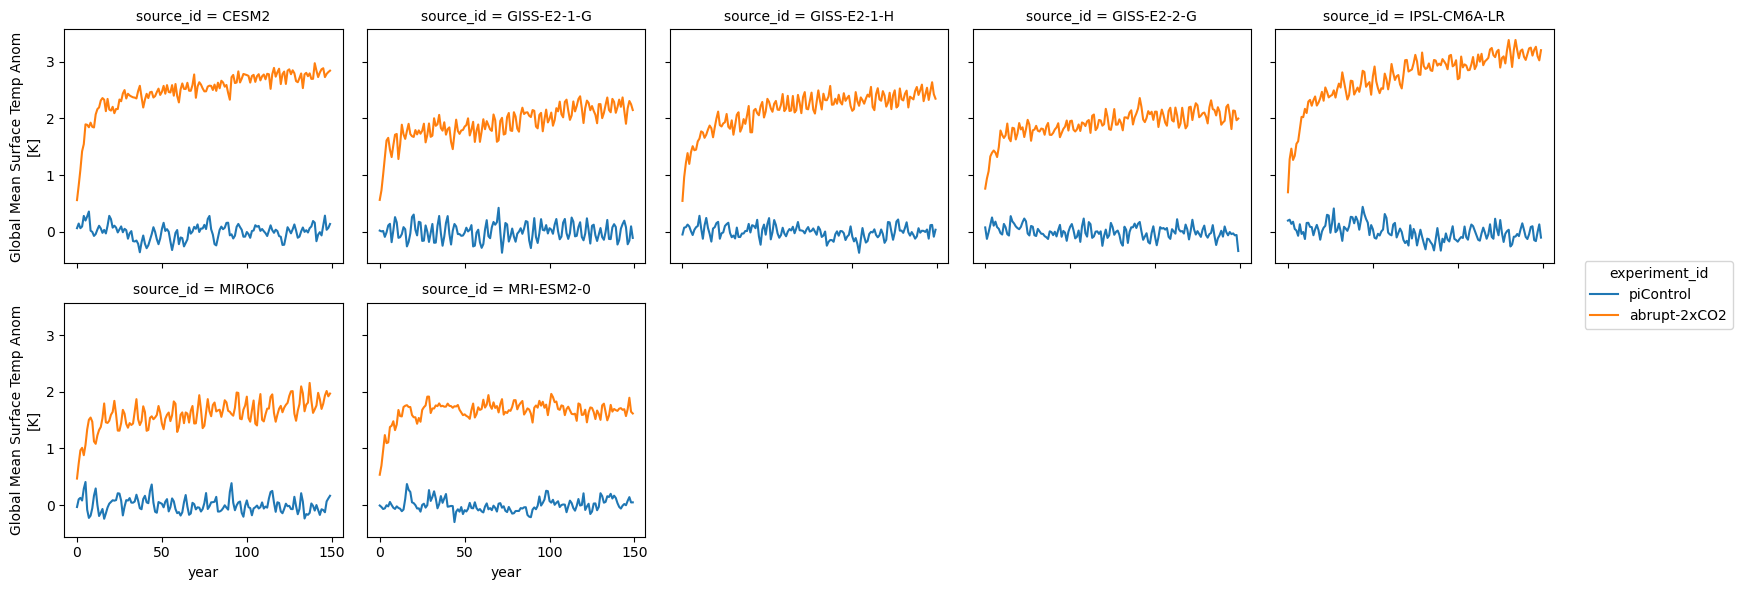 source_id = CESM2
source_id = GISS-E2-1-G
source_id = GISS-E2-1-H
source_id = GISS-E2-2-G
source_id = IPSL-CM6A-LR
Global Mean Surface Temp Anom
[K]
3
2
1
0
source_id = MIROC6
source_id = MRI-ESM2-0
Global Mean Surface Temp Anom
[K]
3
2
1
0
0 50 100 150
year
0 50 100 150
year
experiment_id
piControl
abrupt-2xCO2